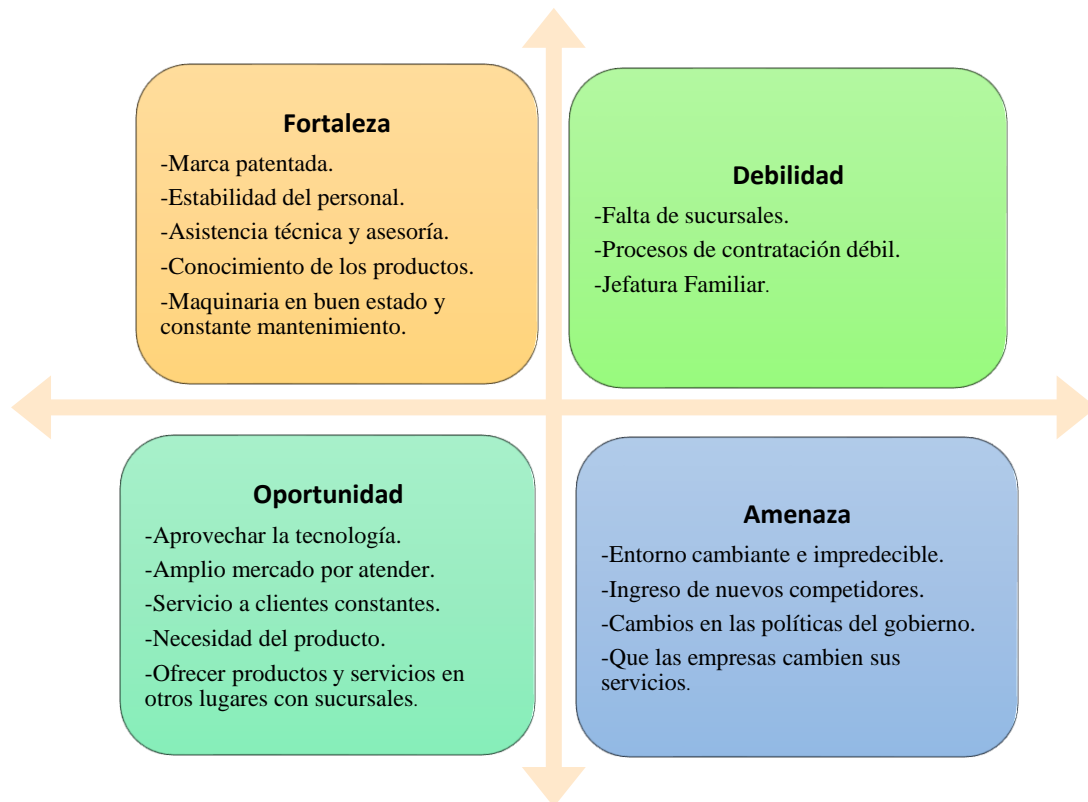 Fortaleza
-Marca patentada.
-Estabilidad del personal.
-Asistencia técnica y asesoría.
-Conocimiento de los productos.
-Maquinaria en buen estado y
constante mantenimiento.
Debilidad
-Falta de sucursales.
-Procesos de contratación débil.
-Jefatura Familiar.
Oportunidad
-Aprovechar la tecnología.
-Amplio mercado por atender.
-Servicio a clientes constantes.
-Necesidad del producto.
-Ofrecer productos y servicios en
otros lugares con sucursales.
Amenaza
-Entorno cambiante e impredecible.
-Ingreso de nuevos competidores.
-Cambios en las políticas del gobierno.
-Que las empresas cambien sus
servicios.